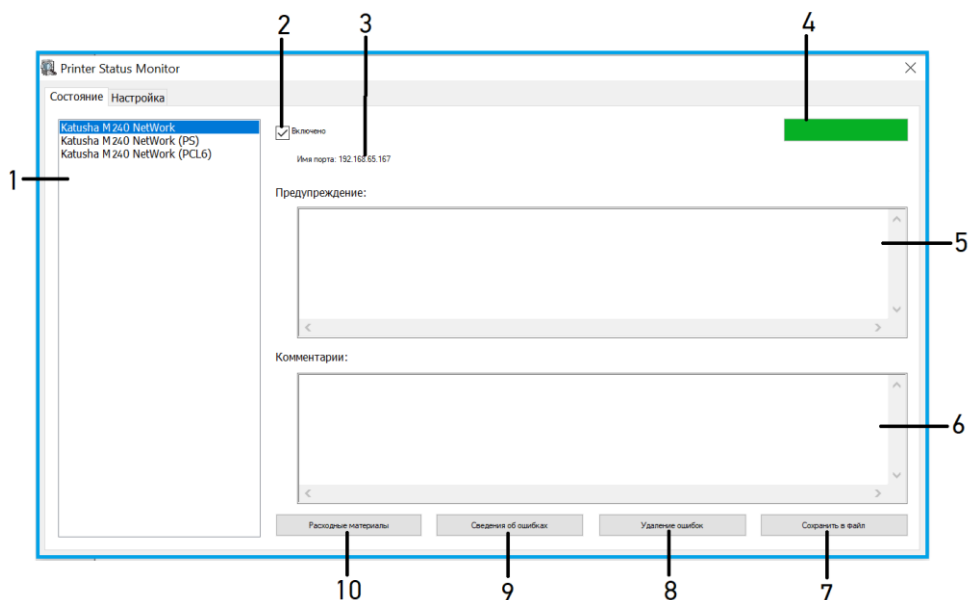 2 3 4
Printer Status Monitor
Состояние Настройка
Katusha M240 NetWork
Katusha M240 NetWork (PS)
Katusha M240 NetWork (PCL6)
Включено
Имя порта: 192.168.65.167
1
Предупреждение:
5
Комментарии:
6
Расходные материалы Сведения об ошибках Удаление ошибок Сохранить в файл
10 9 8 7